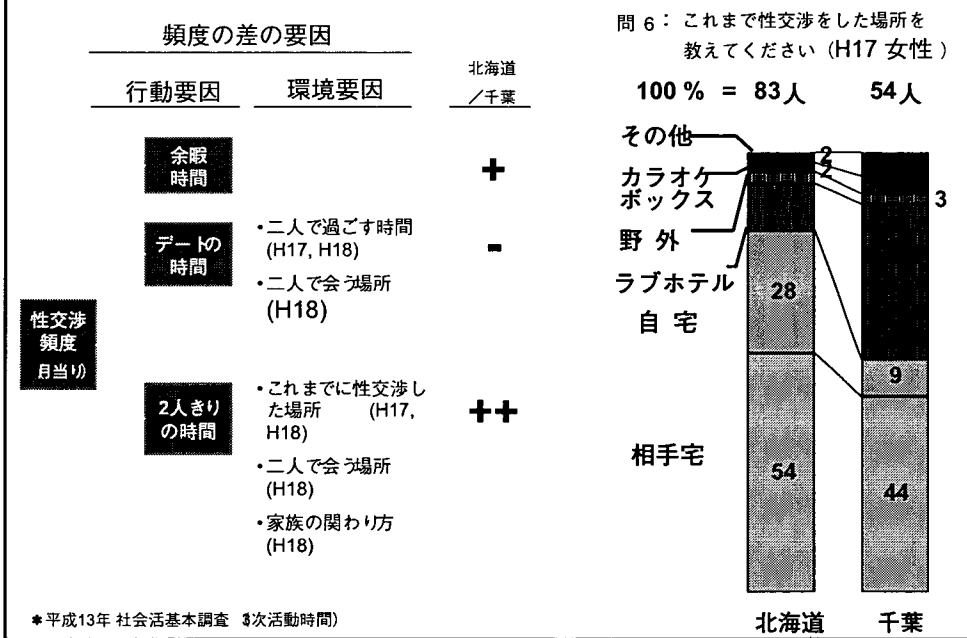 頻度の差の要因
行動要因
環境要因
北海道
／千葉
余暇
時間
+
デートの
時間
・二人で過ごす時間
(H17, H18)
・二人で会う場所
(H18)
-
性交渉
頻度
月当り)
2人きり
の時間
・これまでに性交渉し
た場所 (H17,
H18)
・二人で会う場所
(H18)
・家族の関わり方
(H18)
++
*平成13年 社会活基本調査 3次活動時間)
問 6： これまで性交渉をした場所を
教えてください (H17 女性 )
100 % = 83人 54人
その他
カラオケ
ボックス
野 外
ラブホテル
自 宅
相手宅
2
2
3
28
9
54
44
北海道 千葉